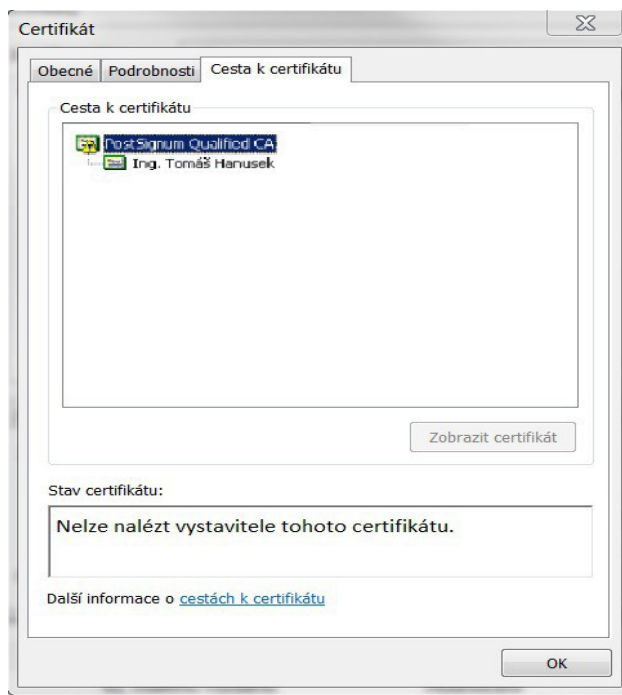 Certifikát
Obecné Podrobnosti Cesta k certifikátu
Cesta k certifikátu
PostSignum Qualified CA
Ing. Tomáš Hanusek
Zobrazit certifikát
Stav certifikátu:
Nelze nalézt vystavitele tohoto certifikátu.
Další informace o cestách k certifikátu
OK